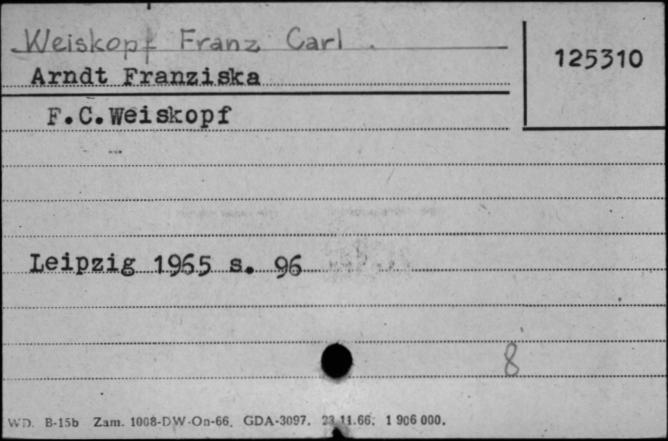 Weiskopf Franz Carl.
125310
Arndt Franziska
F.C.Weiskopf
Leipzig 1965 s. 96
8
WD. B-15b Zam. 1008-DW-On-66. GDA-3097. 23.11.66. 1 906 000.